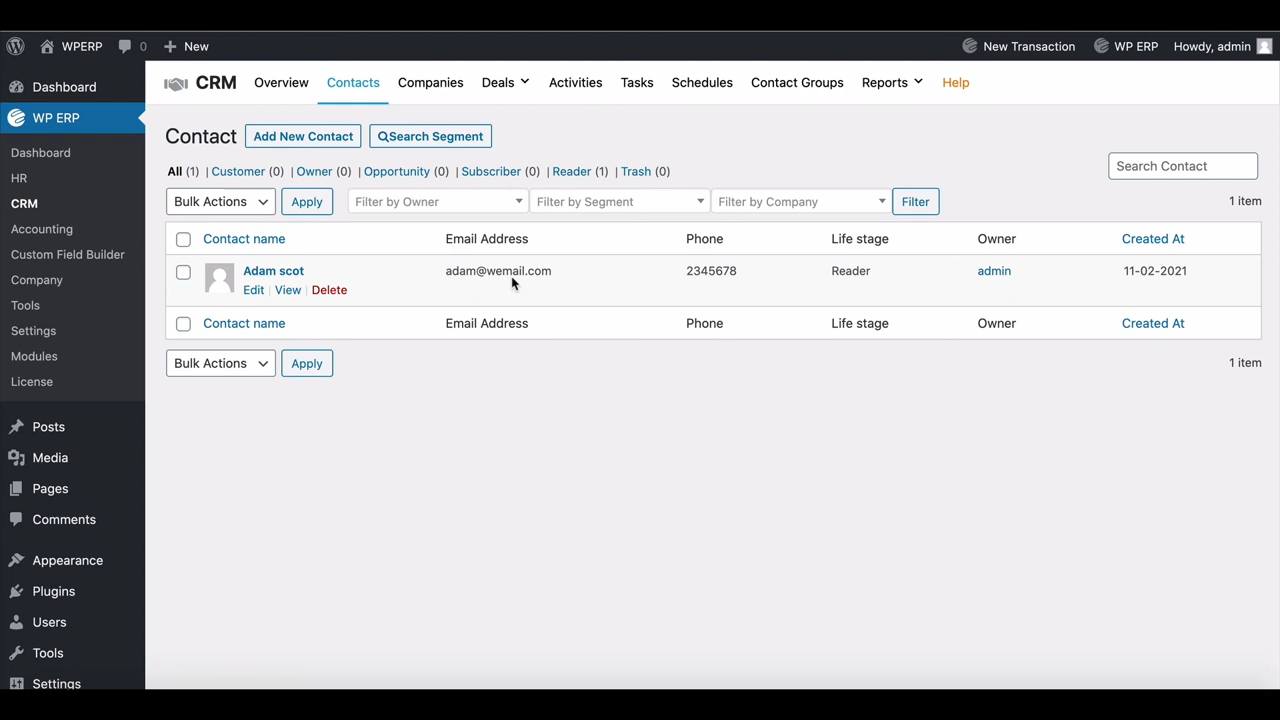 WPERP 0 New New Transaction WP ERP Howdy, admin
Dashboard
WP ERP
Dashboard
HR
CRM
Accounting
Custom Field Builder
Company
Tools
Settings
Modules
License
Posts
Media
Pages
Comments
Appearance
Plugins
Users
Tools
Settings
CRM Overview Contacts Companies Deals Activities Tasks Schedules Contact Groups Reports Help
Contact Add New Contact Search Segment
All (1) | Customer (0) | Owner (0) | Opportunity (0) | Subscriber (0) | Reader (1) | Trash (0)
Search Contact
Bulk Actions Apply Filter by Owner Filter by Segment Filter by Company Filter 1 item
Contact name Email Address Phone Life stage Owner Created At
Adam scot adam@wemail.com 2345678 Reader admin 11-02-2021
Edit | View | Delete
Contact name Email Address Phone Life stage Owner Created At
Bulk Actions Apply 1 item